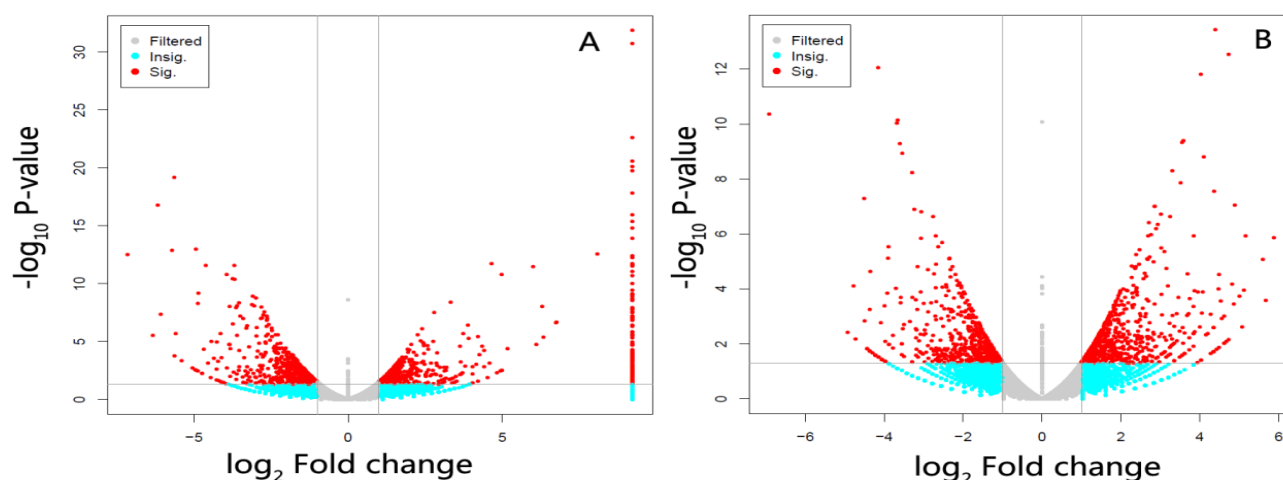 A
Filtered
Insig.
Sig.
30
25
20
15
10
5
0
-log10 P-value
−5
0
5
log2 Fold change
B
Filtered
Insig.
Sig.
12
10
8
6
4
2
0
-log10 P-value
−6
−4
−2
0
2
4
6
log2 Fold change